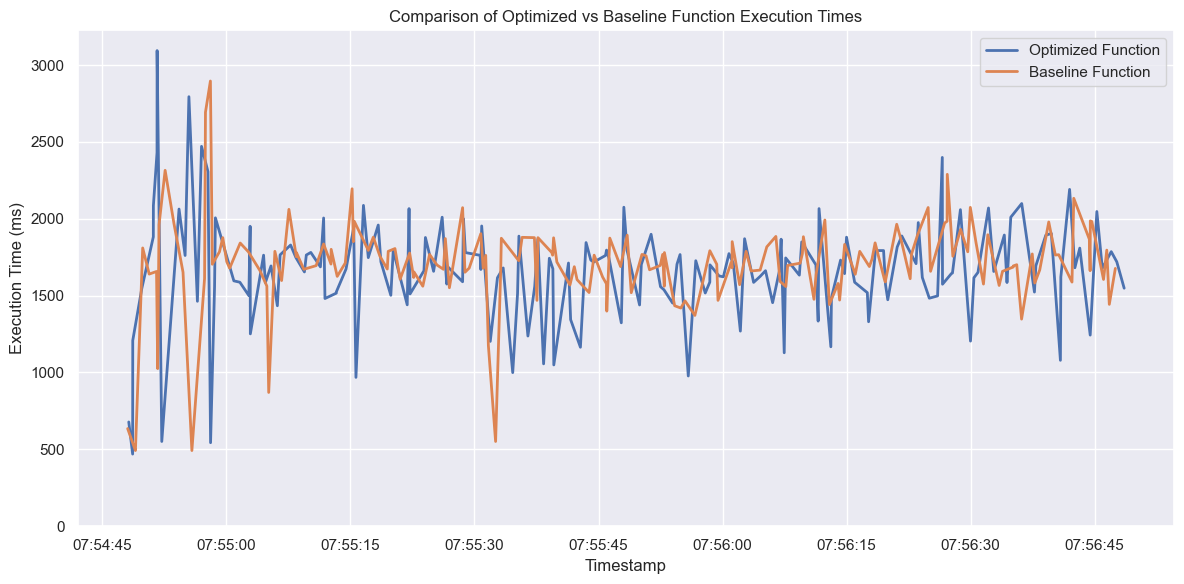 Comparison of Optimized vs Baseline Function Execution Times
Optimized Function
Baseline Function
Execution Time (ms)
3000
2500
2000
1500
1000
500
0
07:54:45 07:55:00 07:55:15 07:55:30 07:55:45 07:56:00 07:56:15 07:56:30 07:56:45
Timestamp